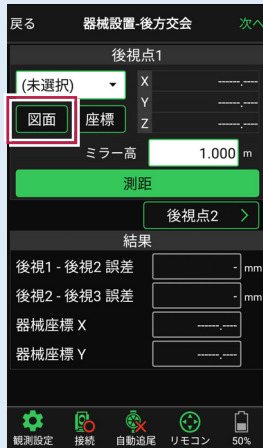 戻る 器械設置-後方交会 次へ
後視点1
(未選択) X -----.----
Y -----.----
図面 座標 Z -----.----
ミラー高 1.000 m
測距
後視点2 >
結果
後視1 - 後視2 誤差 - mm
後視2 - 後視3 誤差 - mm
器械座標 X -----.----
器械座標 Y -----.----
観測設定 接続 自動追尾 リモコン 50%